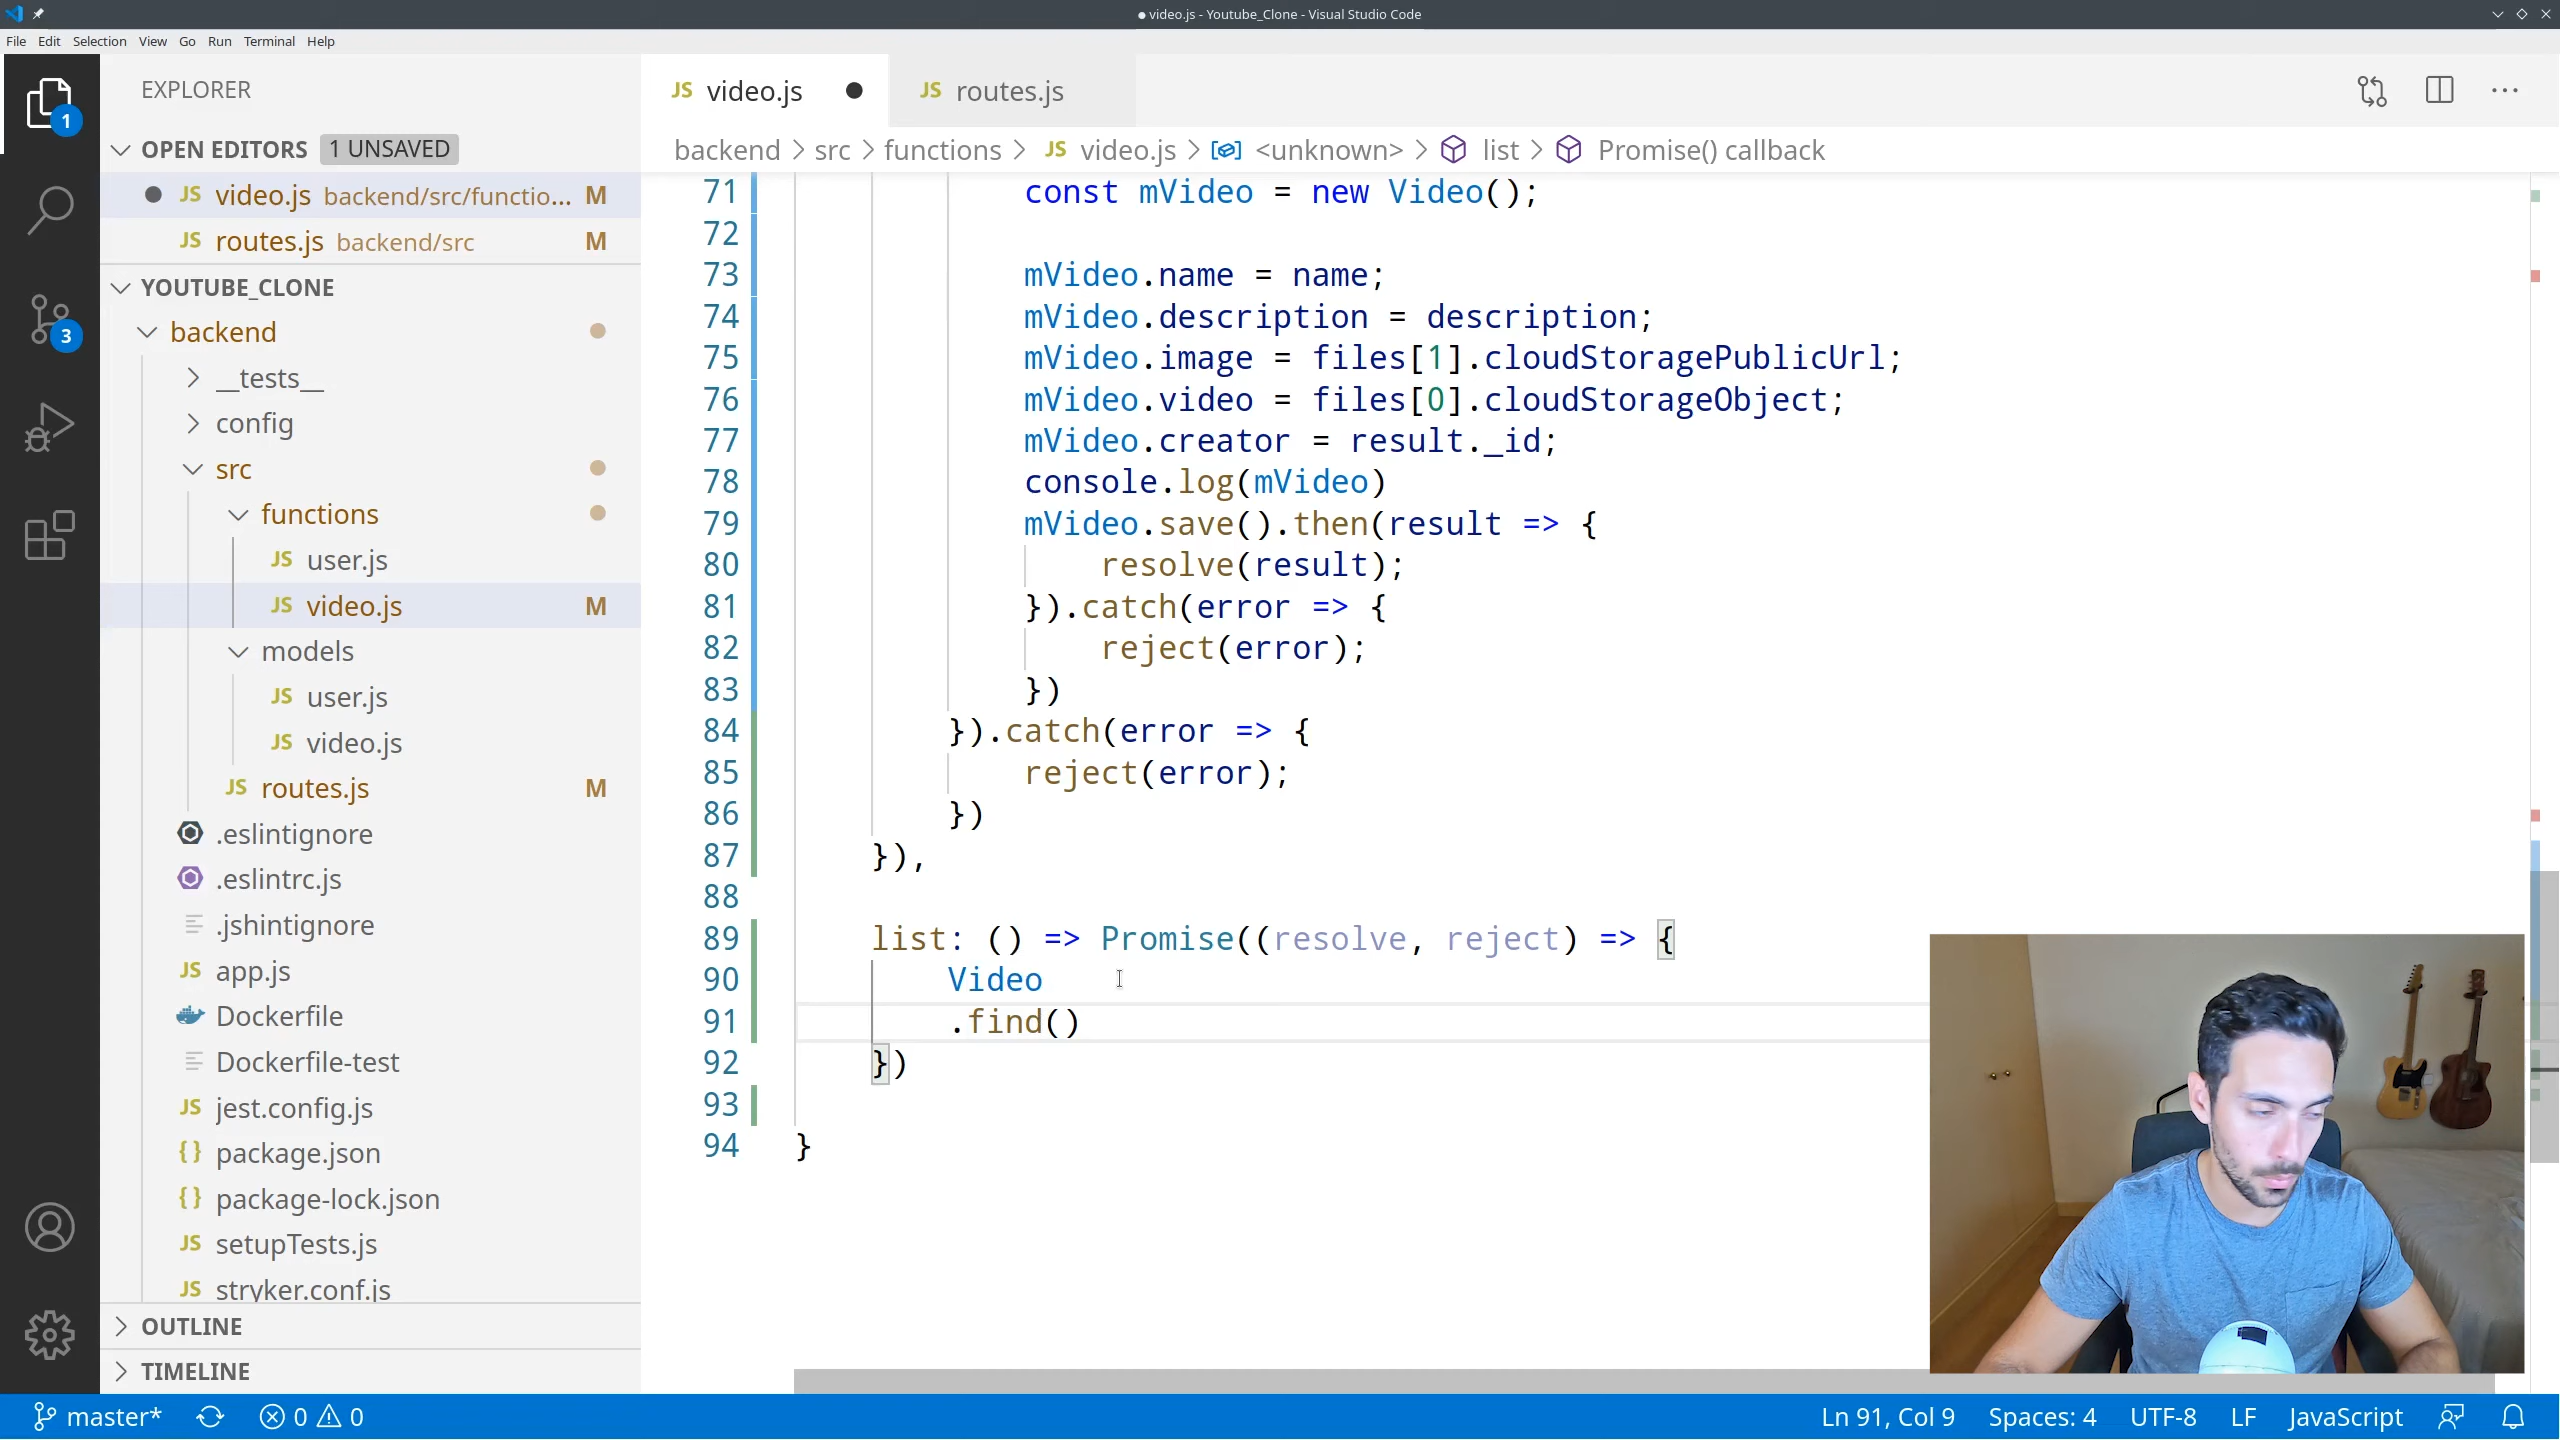 video.js - Youtube_Clone - Visual Studio Code
File Edit Selection View Go Run Terminal Help
EXPLORER
OPEN EDITORS 1 UNSAVED
JS video.js backend/src/functio... M
JS routes.js backend/src M
YOUTUBE_CLONE
backend
__tests__
config
src
functions
JS user.js
JS video.js M
models
JS user.js
JS video.js
JS routes.js M
.eslintignore
.eslintrc.js
.jshintignore
JS app.js
Dockerfile
Dockerfile-test
JS jest.config.js
{} package.json
{} package-lock.json
JS setupTests.js
JS stryker.conf.js
OUTLINE
TIMELINE
1
3
JS video.js
JS routes.js
backend > src > functions > JS video.js > <unknown> > list > Promise() callback
71 const mVideo = new Video();
72
73 mVideo.name = name;
74 mVideo.description = description;
75 mVideo.image = files[1].cloudStoragePublicUrl;
76 mVideo.video = files[0].cloudStorageObject;
77 mVideo.creator = result._id;
78 console.log(mVideo)
79 mVideo.save().then(result => {
80 resolve(result);
81 }).catch(error => {
82 reject(error);
83 })
84 }).catch(error => {
85 reject(error);
86 })
87 }),
88
89 list: () => Promise((resolve, reject) => {
90 Video
91 .find()
92 })
93
94 }
master* 0 0 Ln 91, Col 9 Spaces: 4 UTF-8 LF JavaScript